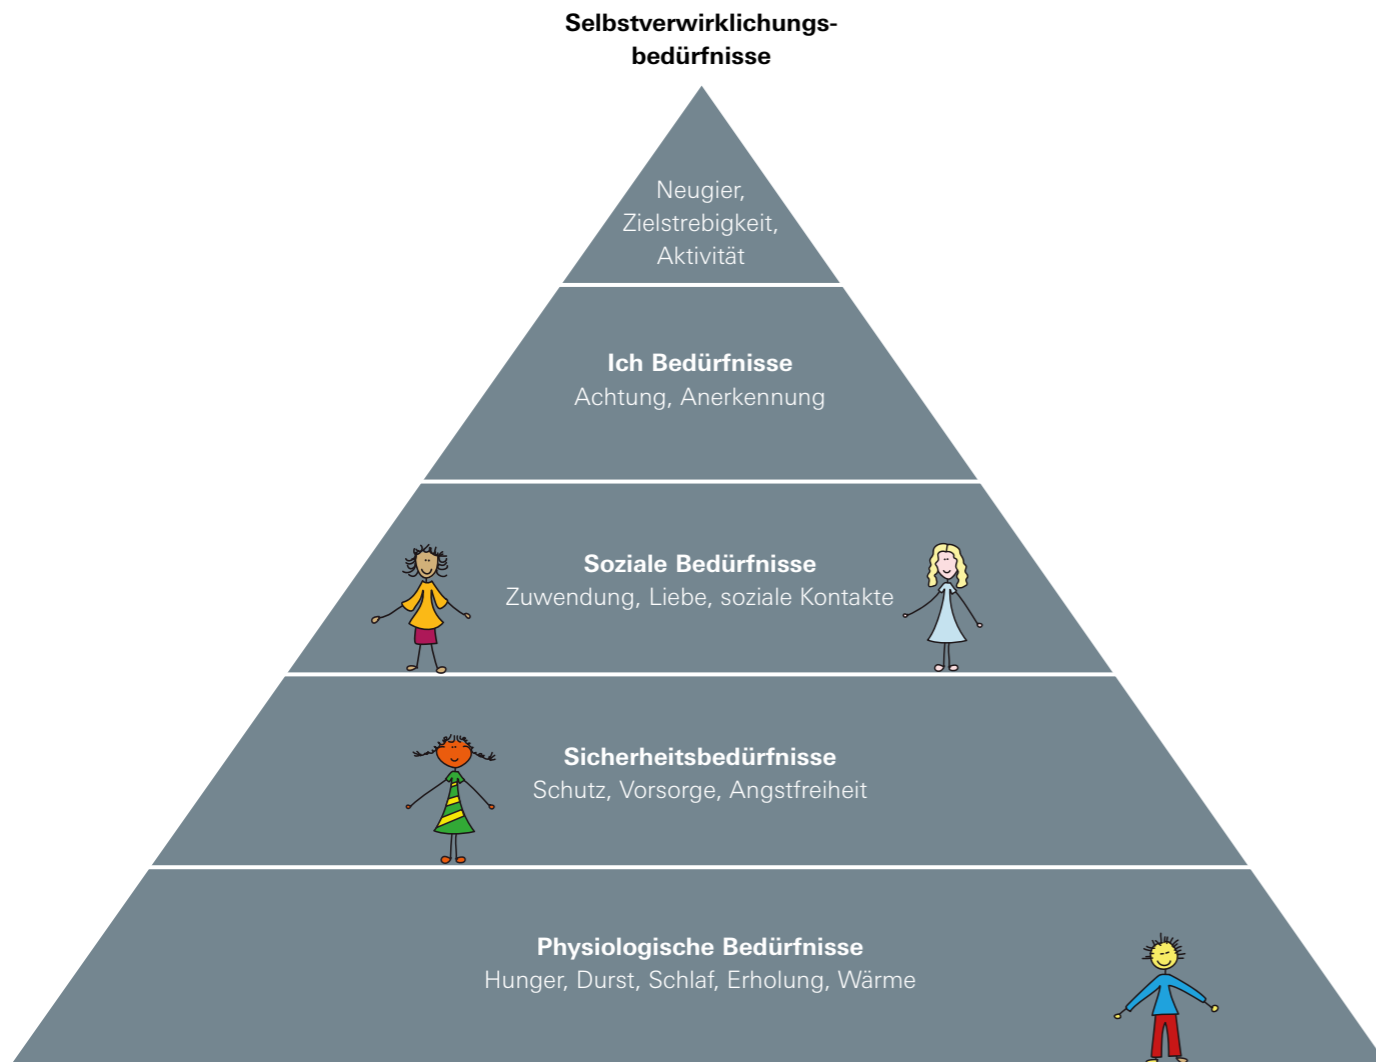 Selbstverwirklichungs-
bedürfnisse
Neugier,
Zielstrebigkeit,
Aktivität
Ich Bedürfnisse
Achtung, Anerkennung
Soziale Bedürfnisse
Zuwendung, Liebe, soziale Kontakte
Sicherheitsbedürfnisse
Schutz, Vorsorge, Angstfreiheit
Physiologische Bedürfnisse
Hunger, Durst, Schlaf, Erholung, Wärme